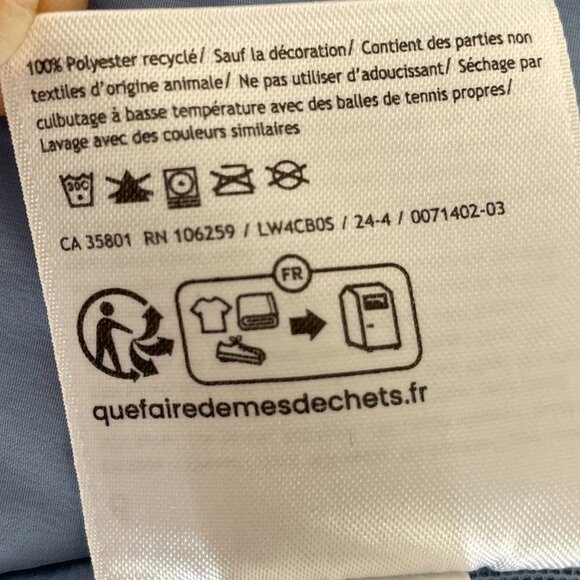 100% Polyester recyclé/ Sauf la décoration/ Contient des parties non
textiles d'origine animale/ Ne pas utiliser d'adoucissant/ Séchage par
culbutage à basse température avec des balles de tennis propres/
Lavage avec des couleurs similaires
30C
CA 35801 RN 106259 / LW4CB0S / 24-4 / 0071402-03
FR
quefairedemesdechets.fr